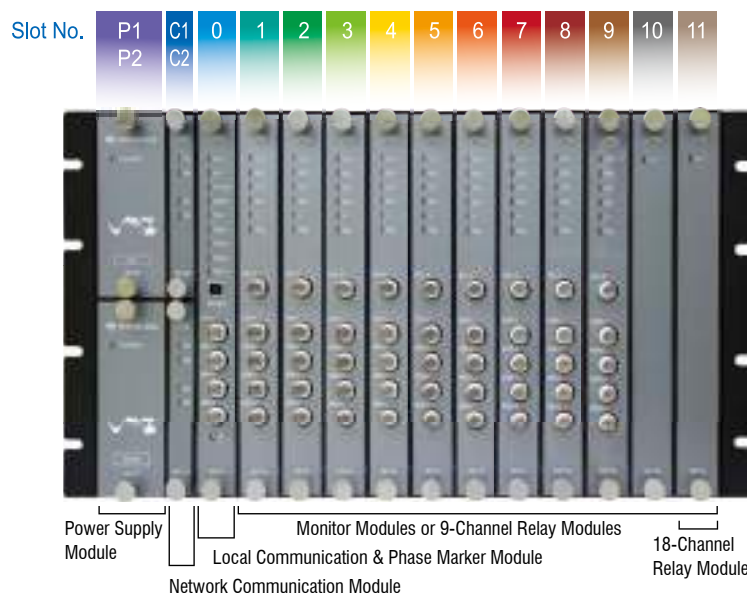 Slot No. P1 C1 0 1 2 3 4 5 6 7 8 9 10 11
P2 C2
Power Supply
Module
Monitor Modules or 9-Channel Relay Modules
18-Channel
Relay Module
Local Communication & Phase Marker Module
Network Communication Module